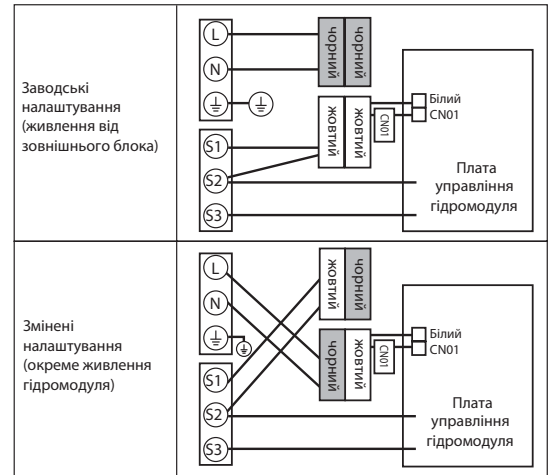 Заводські
налаштування
(живлення від
зовнішнього блока)
L
N
S1
S2
S3
чорний
чорний
жовтий
жовтий
CN01
Білий
CN01
Плата
управління
гідромодуля
Змінені
налаштування
(окреме живлення
гідромодуля)
L
N
S1
S2
S3
жовтий
чорний
чорний
жовтий
CN01
Білий
CN01
Плата
управління
гідромодуля